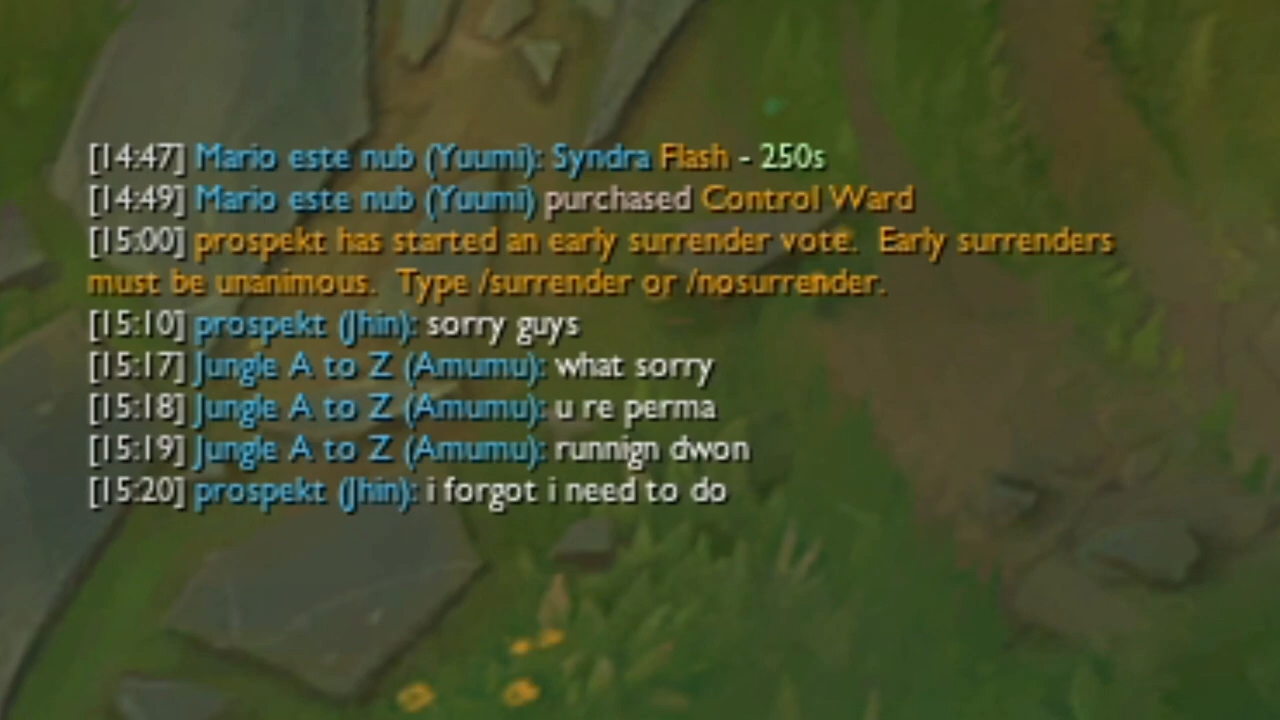 [14:47] Mario este nub (Yuumi): Syndra Flash - 250s
[14:49] Mario este nub (Yuumi) purchased Control Ward
[15:00] prospekt has started an early surrender vote.  Early surrenders
must be unanimous.  Type /surrender or /nosurrender.
[15:10] prospekt (Jhin): sorry guys
[15:17] Jungle A to Z (Amumu): what sorry
[15:18] Jungle A to Z (Amumu): u re perma
[15:19] Jungle A to Z (Amumu): runnign dwon
[15:20] prospekt (Jhin): i forgot i need to do